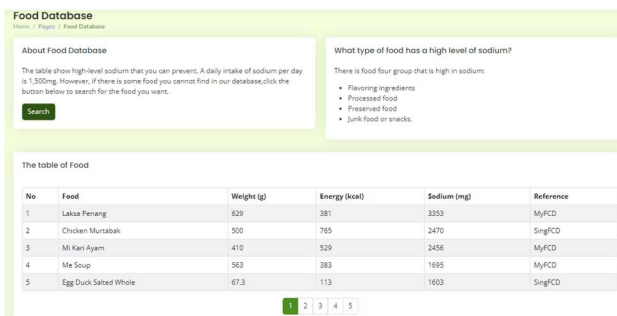 Food Database
Home / Pages / Food Database
About Food Database
The table show high-level sodium that you can prevent. A daily intake of sodium per day
is 1,500mg. However, if there is some food you cannot find in our database,click the
button below to search for the food you want.
Search
What type of food has a high level of sodium?
There is food four group that is high in sodium:
• Flavoring ingredients
• Processed food
• Preserved food
• Junk food or snacks.
The table of Food
No Food Weight (g) Energy (kcal) Sodium (mg) Reference
1 Laksa Penang 629 381 3353 MyFCD
2 Chicken Murtabak 500 765 2470 SingFCD
3 Mi Kari Ayam 410 529 2456 MyFCD
4 Me Soup 563 383 1695 MyFCD
5 Egg Duck Salted Whole 67.3 113 1603 SingFCD
1 2 3 4 5